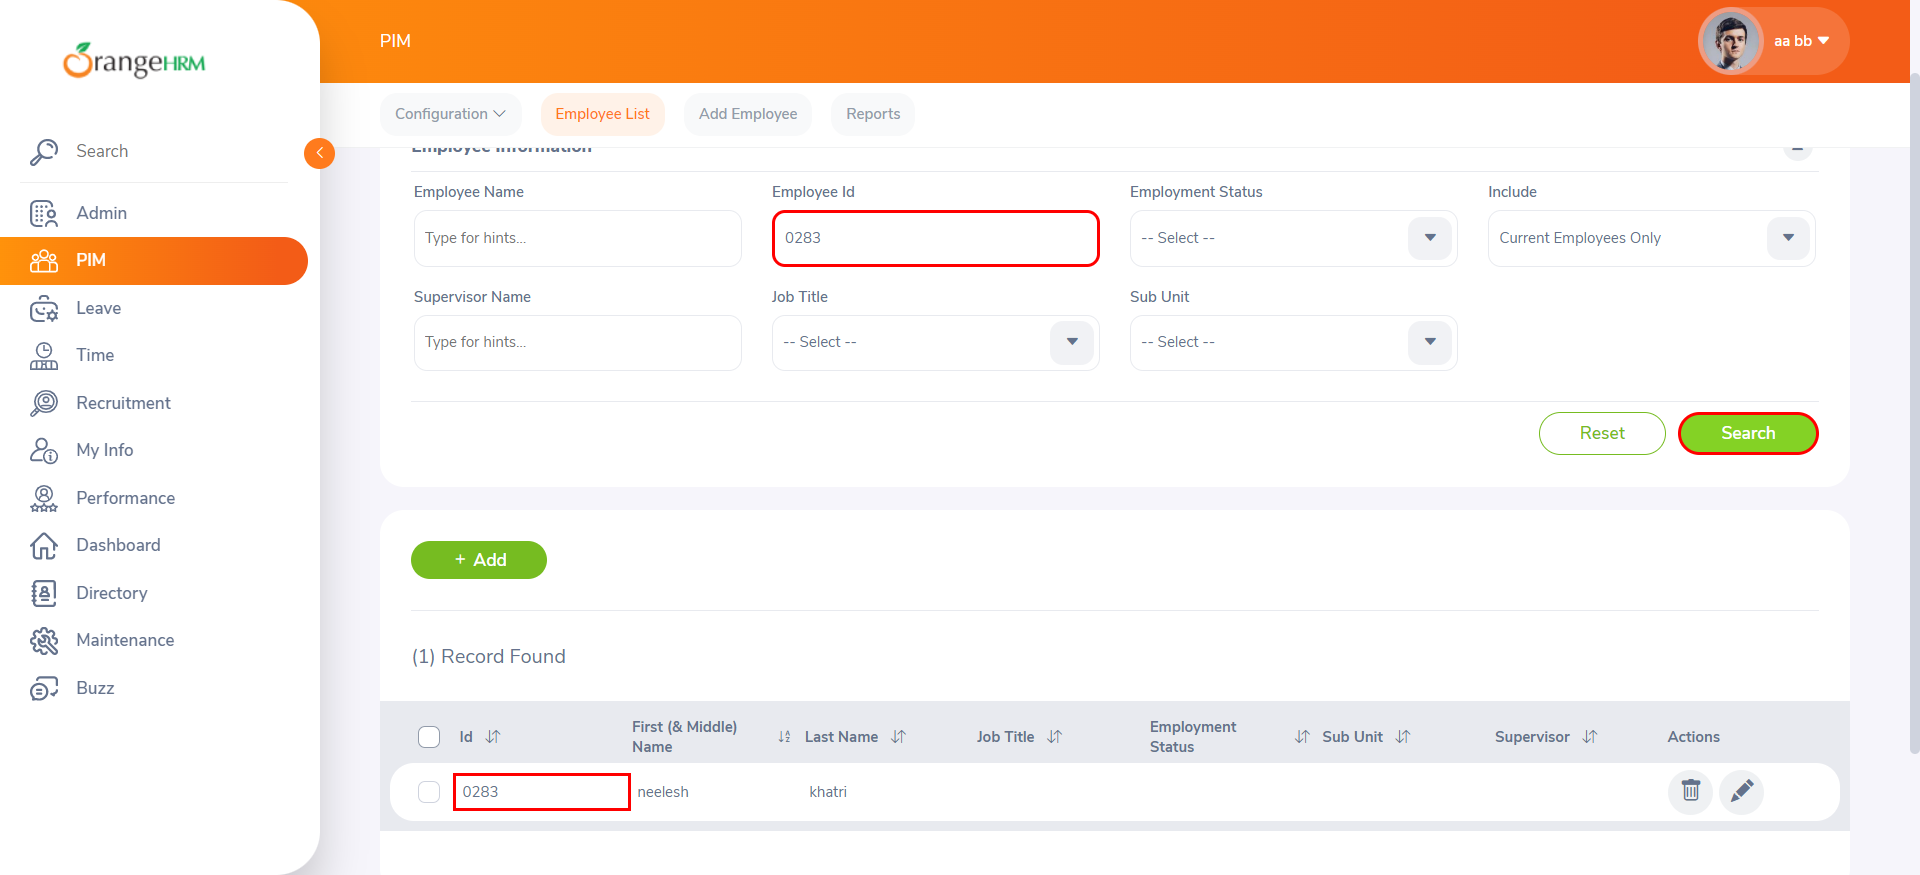 OrangeHRM
PIM
aa bb
Search
Configuration
Employee List
Add Employee
Reports
Employee Information
Admin
PIM
Leave
Time
Recruitment
My Info
Performance
Dashboard
Directory
Maintenance
Buzz
Employee Name
Employee Id
Employment Status
Include
Type for hints...
0283
-- Select --
Current Employees Only
Supervisor Name
Job Title
Sub Unit
Type for hints...
-- Select --
-- Select --
Reset
Search
+ Add
(1) Record Found
Id
First (& Middle)
Name
Last Name
Job Title
Employment
Status
Sub Unit
Supervisor
Actions
0283
neelesh
khatri